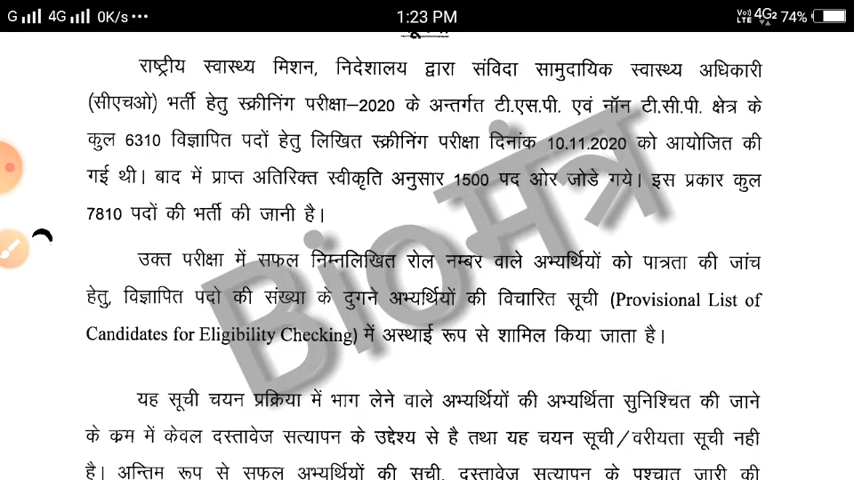 G 4G 0K/s ••• 1:23 PM VoLTE 4G2 74%
राष्ट्रीय स्वास्थ्य मिशन, निदेशालय द्वारा संविदा सामुदायिक स्वास्थ्य अधिकारी
(सीएचओ) भर्ती हेतु स्क्रीनिंग परीक्षा–2020 के अन्तर्गत टी.एस.पी. एवं नॉन टी.सी.पी. क्षेत्र के
कुल 6310 विज्ञापित पदों हेतु लिखित स्क्रीनिंग परीक्षा दिनांक 10.11.2020 को आयोजित की
गई थी। बाद में प्राप्त अतिरिक्त स्वीकृति अनुसार 1500 पद ओर जोडे गये। इस प्रकार कुल
7810 पदों की भर्ती की जानी है।
उक्त परीक्षा में सफल निम्नलिखित रोल नम्बर वाले अभ्यर्थियों को पात्रता की जांच
हेतु, विज्ञापित पदो की संख्या के दुगने अभ्यर्थियों की विचारित सूची (Provisional List of
Candidates for Eligibility Checking) में अस्थाई रूप से शामिल किया जाता है।
यह सूची चयन प्रक्रिया में भाग लेने वाले अभ्यर्थियों की अभ्यर्थिता सुनिश्चित की जाने
के क्रम में केवल दस्तावेज सत्यापन के उद्देश्य से है तथा यह चयन सूची/वरीयता सूची नही
है। अन्तिम रूप से सफल अभ्यर्थियों की सूची, दस्तावेज सत्यापन के पश्चात जारी की
Bioमंत्र